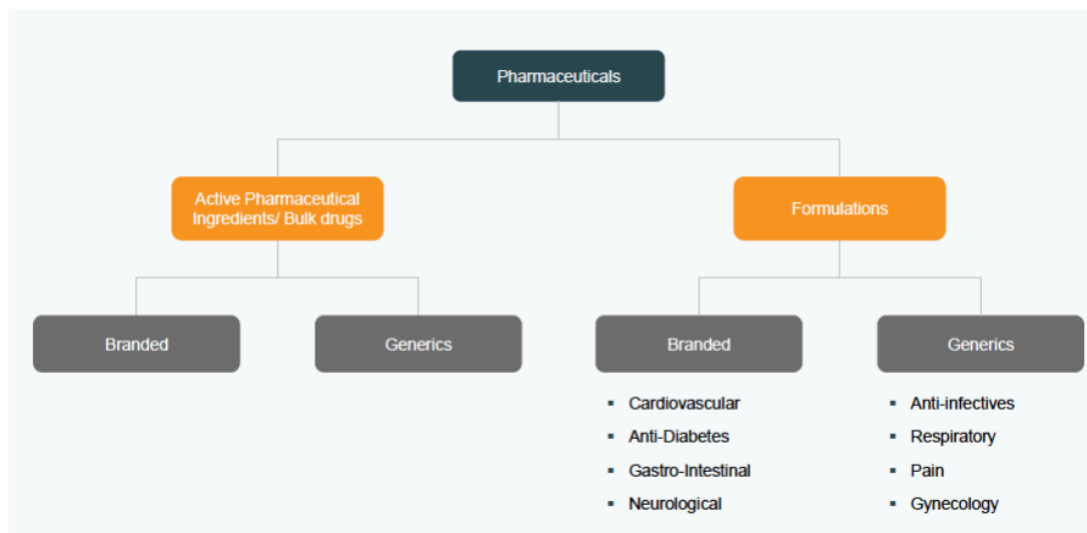 Pharmaceuticals
Active Pharmaceutical
Ingredients/ Bulk drugs
Formulations
Branded
Generics
Branded
Generics
▪ Cardiovascular
▪ Anti-Diabetes
▪ Gastro-Intestinal
▪ Neurological
▪ Anti-infectives
▪ Respiratory
▪ Pain
▪ Gynecology